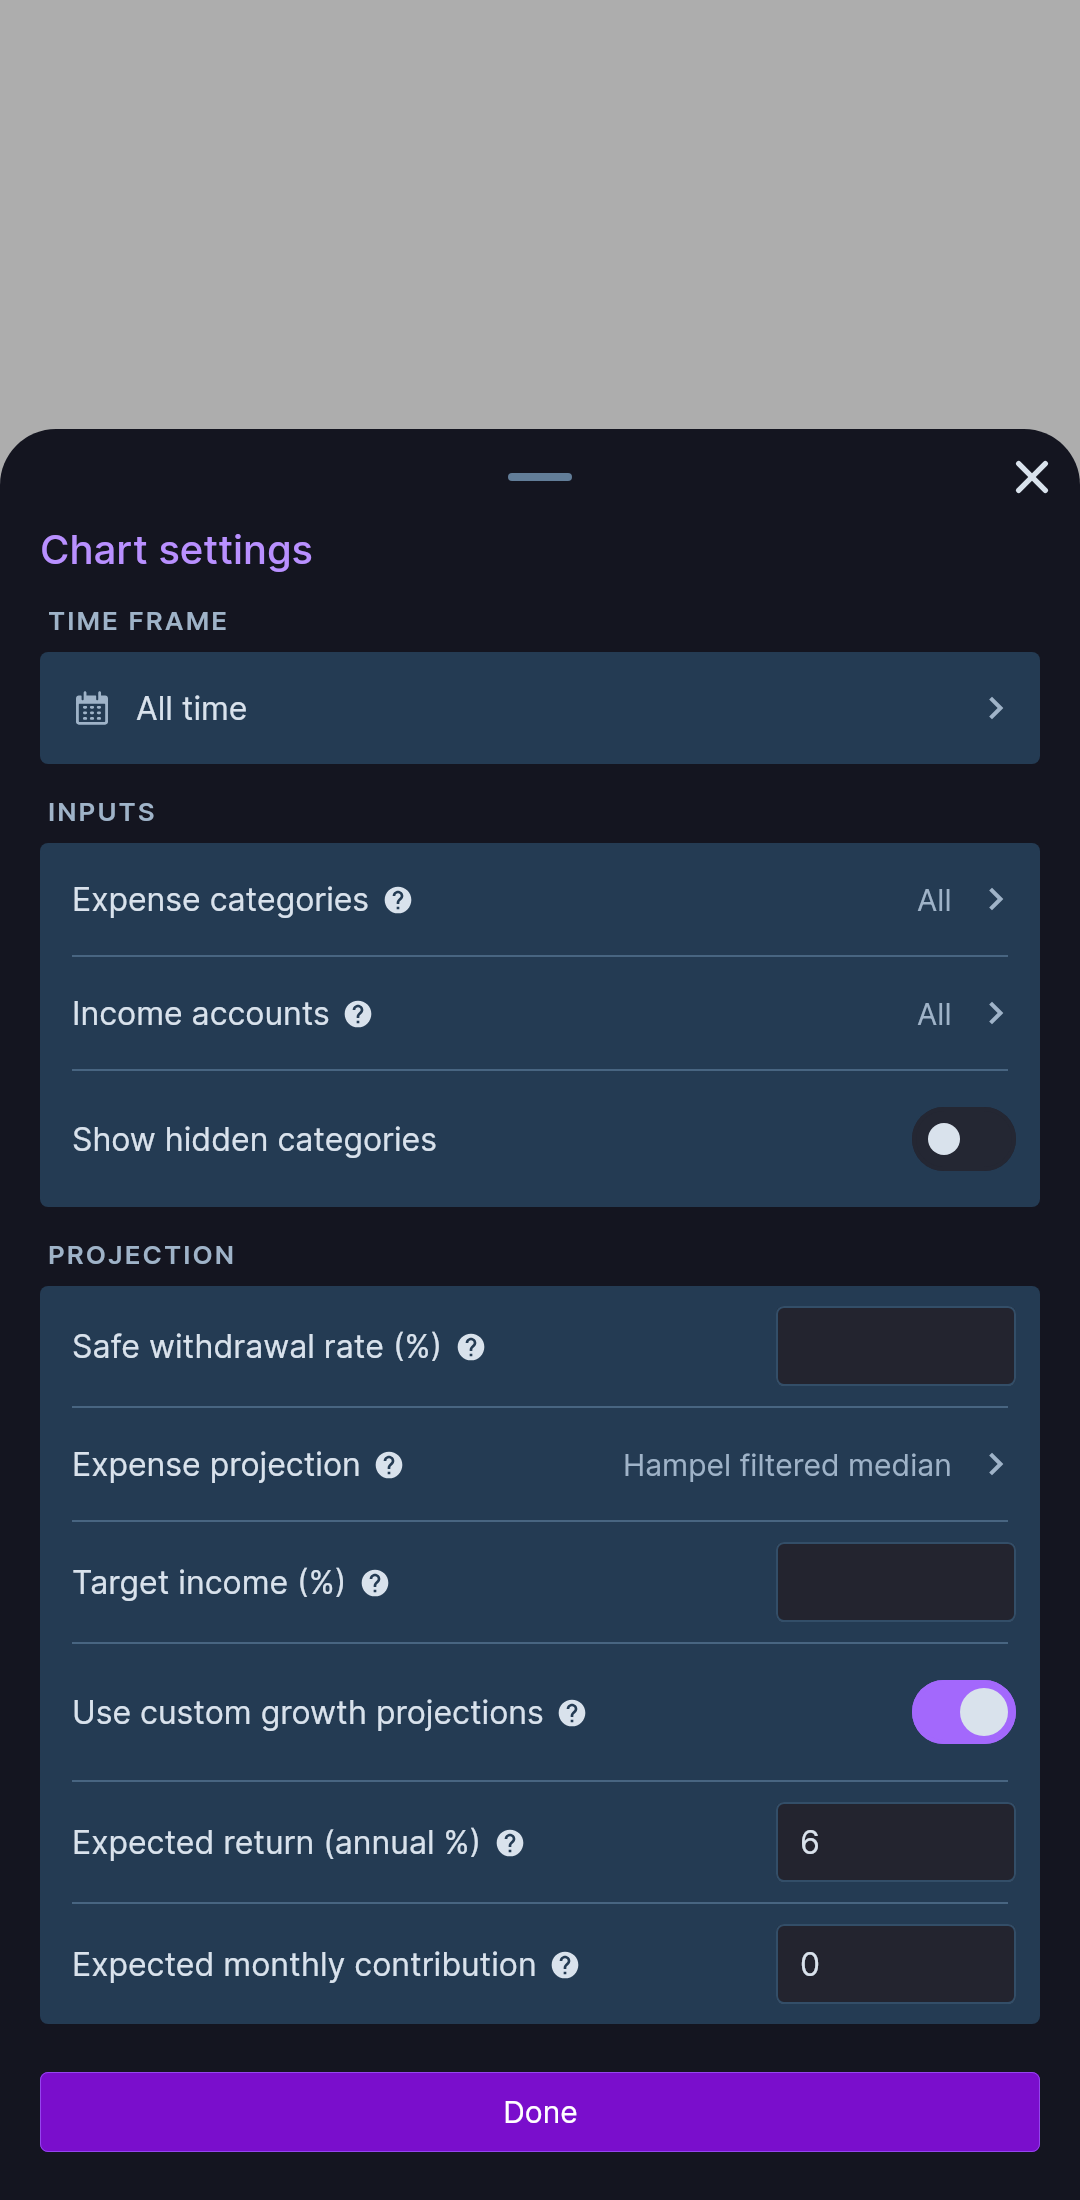 Chart settings
TIME FRAME
All time
INPUTS
Expense categories ? All
Income accounts ? All
Show hidden categories
PROJECTION
Safe withdrawal rate (%) ?
Expense projection ? Hampel filtered median
Target income (%) ?
Use custom growth projections ?
Expected return (annual %) ? 6
Expected monthly contribution ? 0
Done